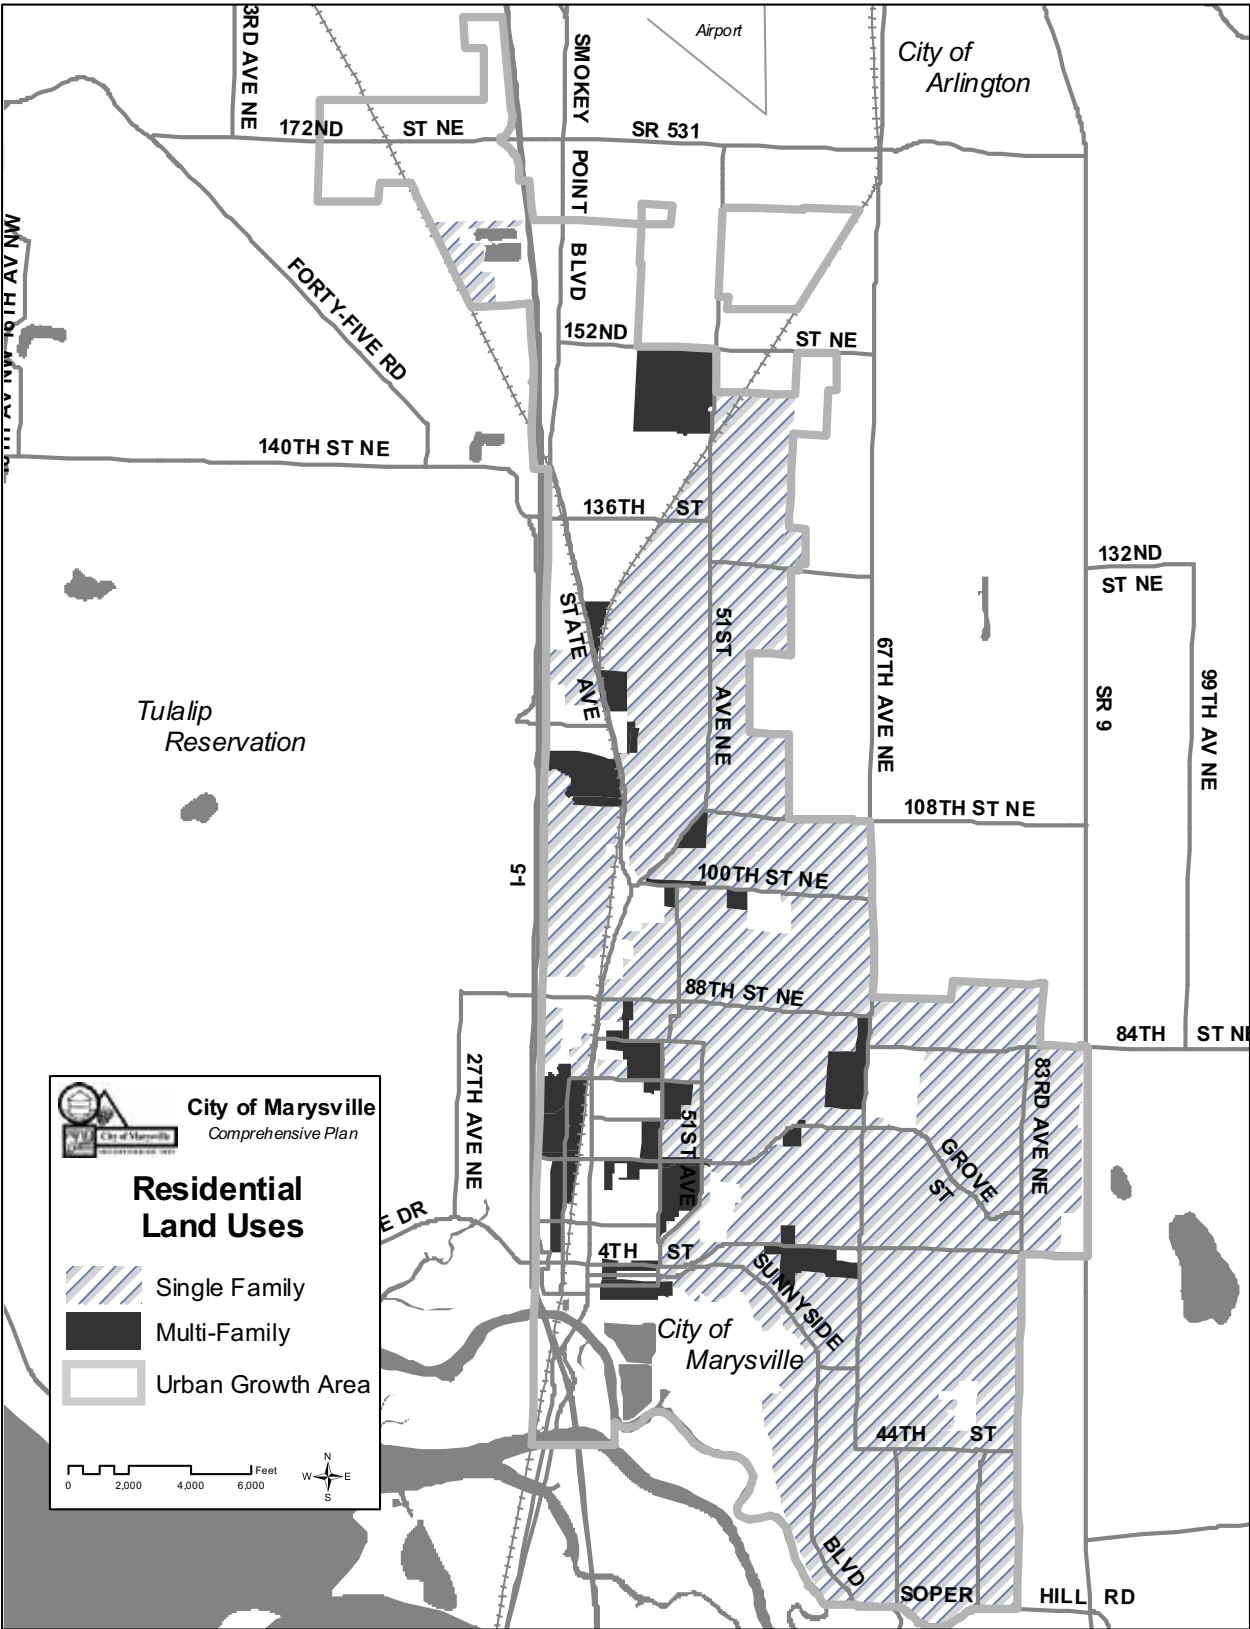 Airport
City of
Arlington
3RD AVE NE
SMOKEY
POINT
BLVD
172ND
ST NE
SR 531
FORTY-FIVE RD
152ND
ST NE
140TH ST NE
136TH
ST
132ND
ST NE
STATE
AVE
51ST
AVE NE
67TH AVE NE
SR 9
99TH AV NE
Tulalip
Reservation
108TH ST NE
I-5
100TH ST NE
88TH ST NE
84TH
ST NE
27TH AVE NE
51ST AVE
83RD AVE NE
GROVE
ST
E DR
4TH
ST
SUNNYSIDE
City of
Marysville
44TH
ST
BLVD
SOPER
HILL RD
City of Marysville
Comprehensive Plan
City of Marysville
Residential
Land Uses
Single Family
Multi-Family
Urban Growth Area
Feet
0
2,000
4,000
6,000
N
W
E
S